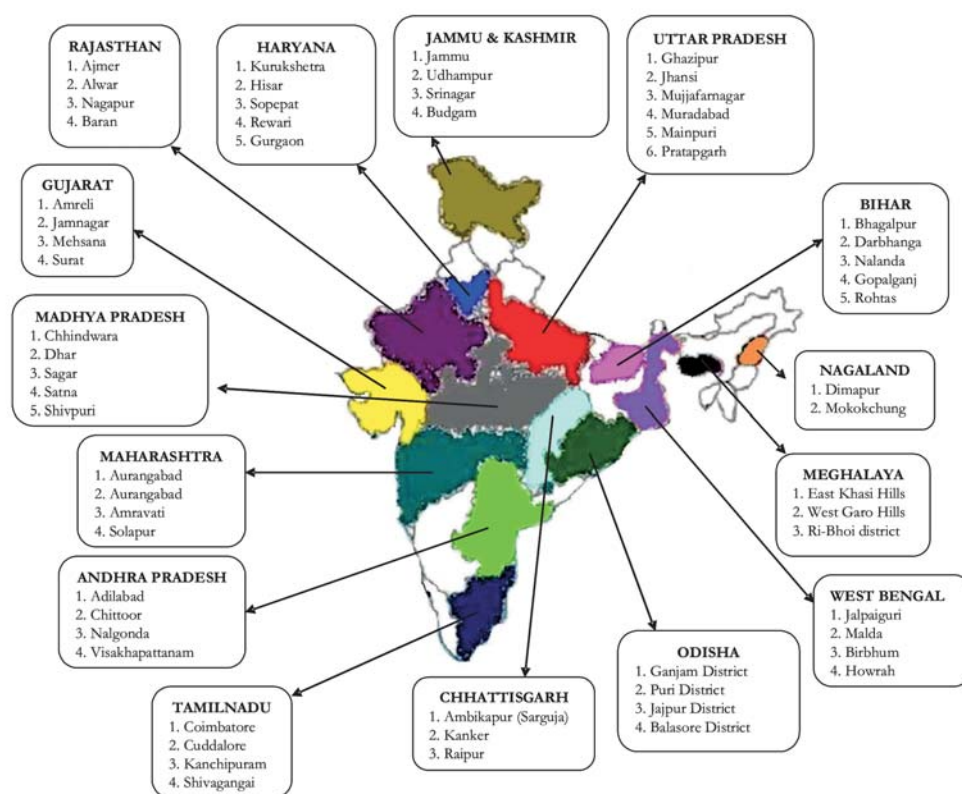 RAJASTHAN
1. Ajmer
2. Alwar
3. Nagapur
4. Baran
HARYANA
1. Kurukshetra
2. Hisar
3. Sopepat
4. Rewari
5. Gurgaon
JAMMU & KASHMIR
1. Jammu
2. Udhampur
3. Srinagar
4. Budgam
UTTAR PRADESH
1. Ghazipur
2. Jhansi
3. Mujjafarnagar
4. Muradabad
5. Mainpuri
6. Pratapgarh
GUJARAT
1. Amreli
2. Jamnagar
3. Mehsana
4. Surat
BIHAR
1. Bhagalpur
2. Darbhanga
3. Nalanda
4. Gopalganj
5. Rohtas
MADHYA PRADESH
1. Chhindwara
2. Dhar
3. Sagar
4. Satna
5. Shivpuri
NAGALAND
1. Dimapur
2. Mokokchung
MAHARASHTRA
1. Aurangabad
2. Aurangabad
3. Amravati
4. Solapur
MEGHALAYA
1. East Khasi Hills
2. West Garo Hills
3. Ri-Bhoi district
ANDHRA PRADESH
1. Adilabad
2. Chittoor
3. Nalgonda
4. Visakhapattanam
WEST BENGAL
1. Jalpaiguri
2. Malda
3. Birbhum
4. Howrah
ODISHA
1. Ganjam District
2. Puri District
3. Jajpur District
4. Balasore District
CHHATTISGARH
1. Ambikapur (Sarguja)
2. Kanker
3. Raipur
TAMILNADU
1. Coimbatore
2. Cuddalore
3. Kanchipuram
4. Shivagangai